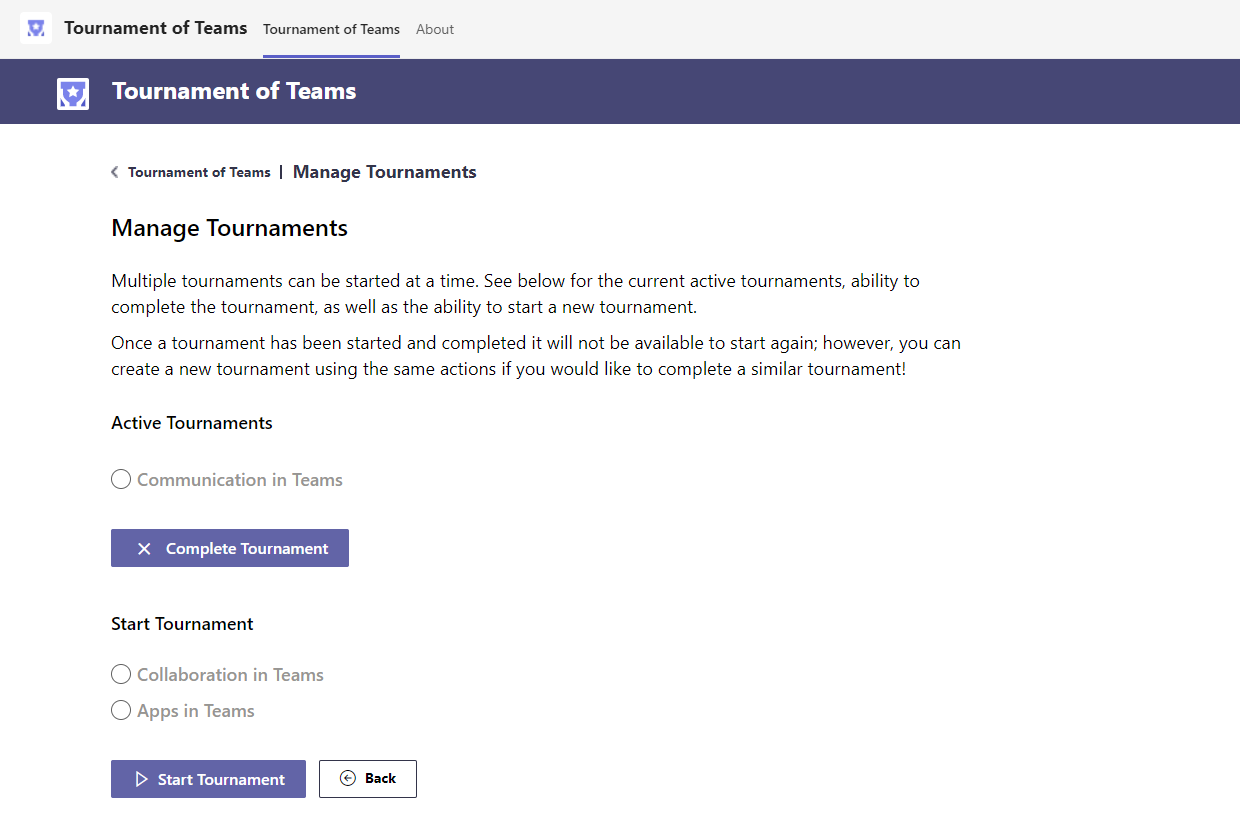 Tournament of Teams Tournament of Teams About
Tournament of Teams
Tournament of Teams | Manage Tournaments
Manage Tournaments
Multiple tournaments can be started at a time. See below for the current active tournaments, ability to
complete the tournament, as well as the ability to start a new tournament.
Once a tournament has been started and completed it will not be available to start again; however, you can
create a new tournament using the same actions if you would like to complete a similar tournament!
Active Tournaments
Communication in Teams
Complete Tournament
Start Tournament
Collaboration in Teams
Apps in Teams
Start Tournament Back